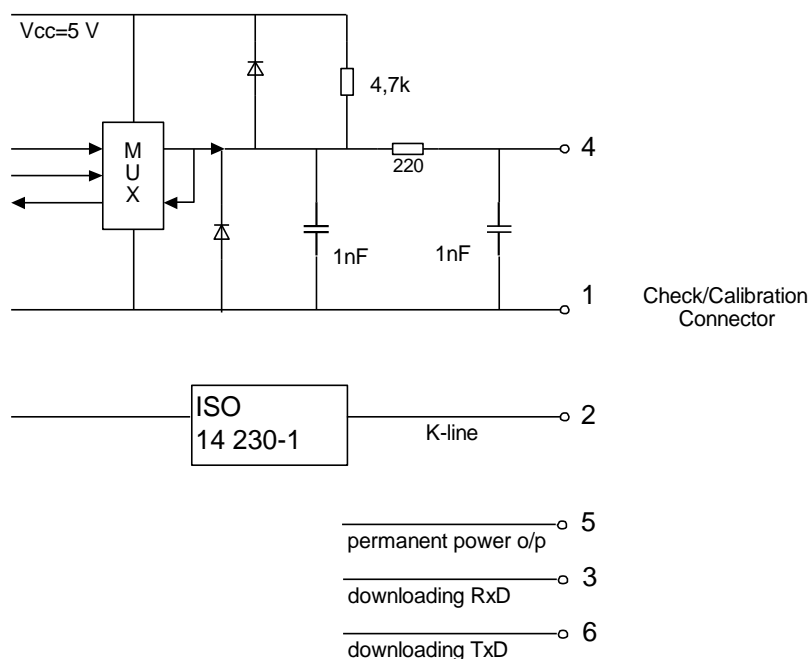 Vcc=5 V
4,7k
M
U
X
4
220
1nF
1nF
1
Check/Calibration
Connector
ISO
14 230-1
2
K-line
5
permanent power o/p
3
downloading RxD
6
downloading TxD